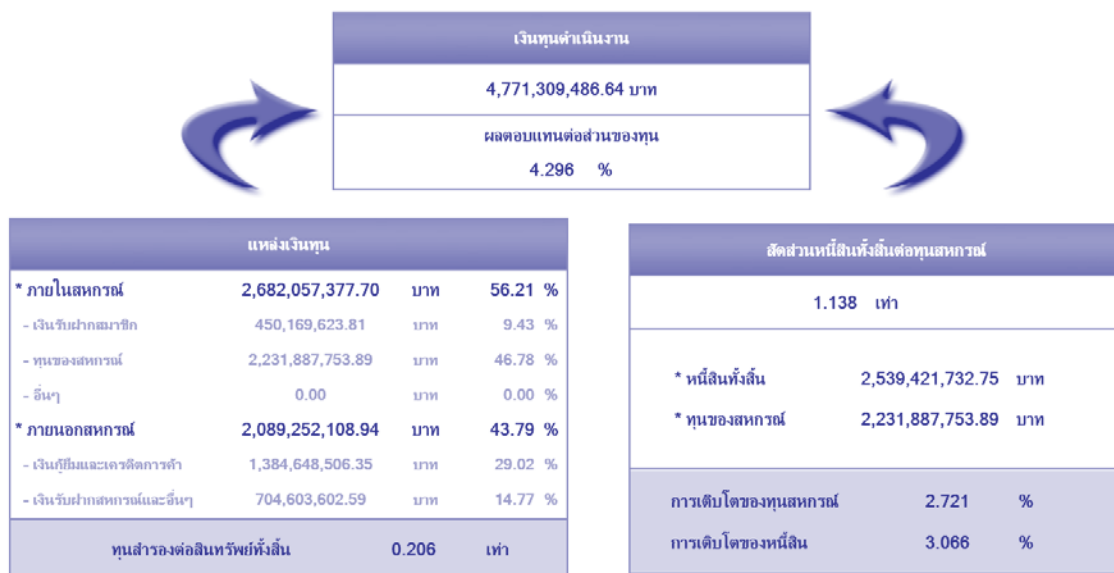 เงินทุนดำเนินงาน
4,771,309,486.64 บาท
ผลตอบแทนต่อส่วนของทุน
4.296 %
แหล่งเงินทุน
* ภายในสหกรณ์ 2,682,057,377.70 บาท 56.21 %
- เงินรับฝากสมาชิก 450,169,623.81 บาท 9.43 %
- ทุนของสหกรณ์ 2,231,887,753.89 บาท 46.78 %
- อื่นๆ 0.00 บาท 0.00 %
* ภายนอกสหกรณ์ 2,089,252,108.94 บาท 43.79 %
- เงินกู้ยืมและเครดิตการค้า 1,384,648,506.35 บาท 29.02 %
- เงินรับฝากสหกรณ์และอื่นๆ 704,603,602.59 บาท 14.77 %
ทุนสำรองต่อสินทรัพย์ทั้งสิ้น 0.206 เท่า
สัดส่วนหนี้สินทั้งสิ้นต่อทุนสหกรณ์
1.138 เท่า
* หนี้สินทั้งสิ้น 2,539,421,732.75 บาท
* ทุนของสหกรณ์ 2,231,887,753.89 บาท
การเติบโตของทุนสหกรณ์ 2.721 %
การเติบโตของหนี้สิน 3.066 %